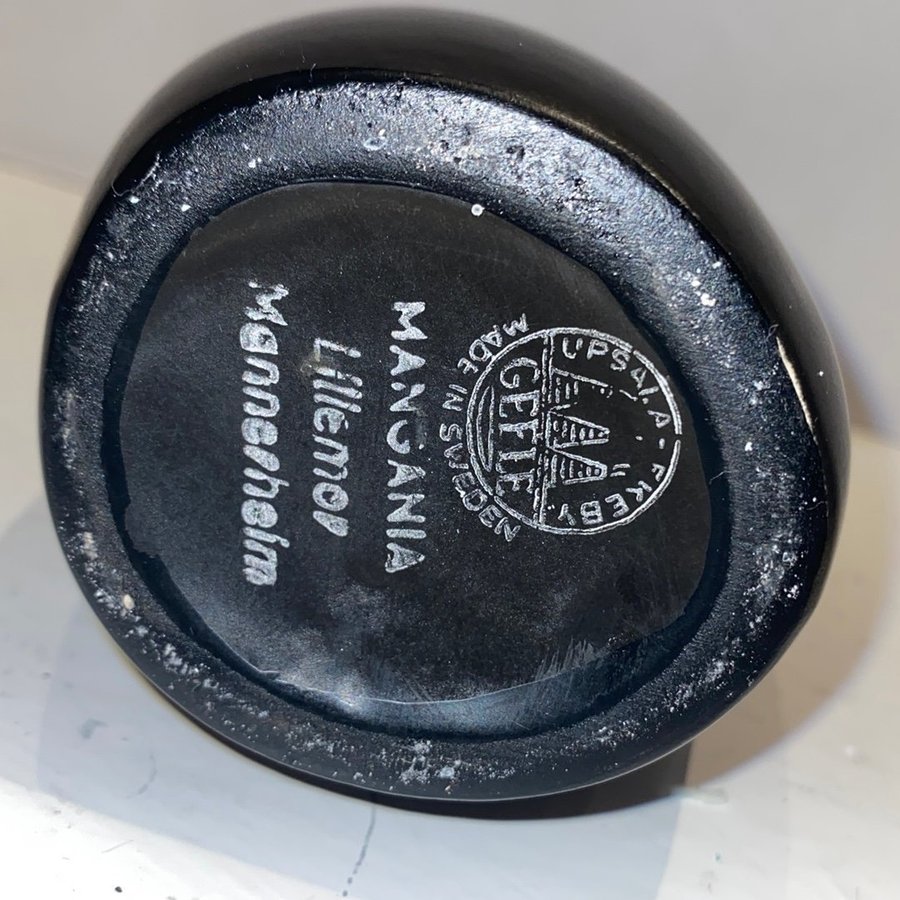 UPSALA-EKEBY
GEFLE
MADE IN SWEDEN
MANGANIA
Lillemor
Mannerheim